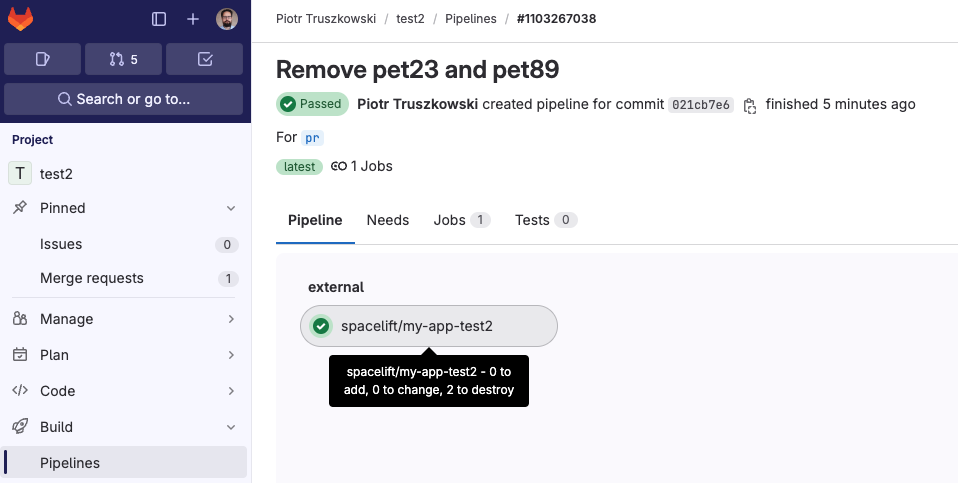 Piotr Truszkowski / test2 / Pipelines / #1103267038
5
Search or go to...
Project
T test2
Pinned
Issues 0
Merge requests 1
Manage
Plan
Code
Build
Pipelines
Remove pet23 and pet89
Passed Piotr Truszkowski created pipeline for commit 021cb7e6 finished 5 minutes ago
For pr
latest 1 Jobs
Pipeline Needs Jobs 1 Tests 0
external
spacelift/my-app-test2
spacelift/my-app-test2 - 0 to
add, 0 to change, 2 to destroy